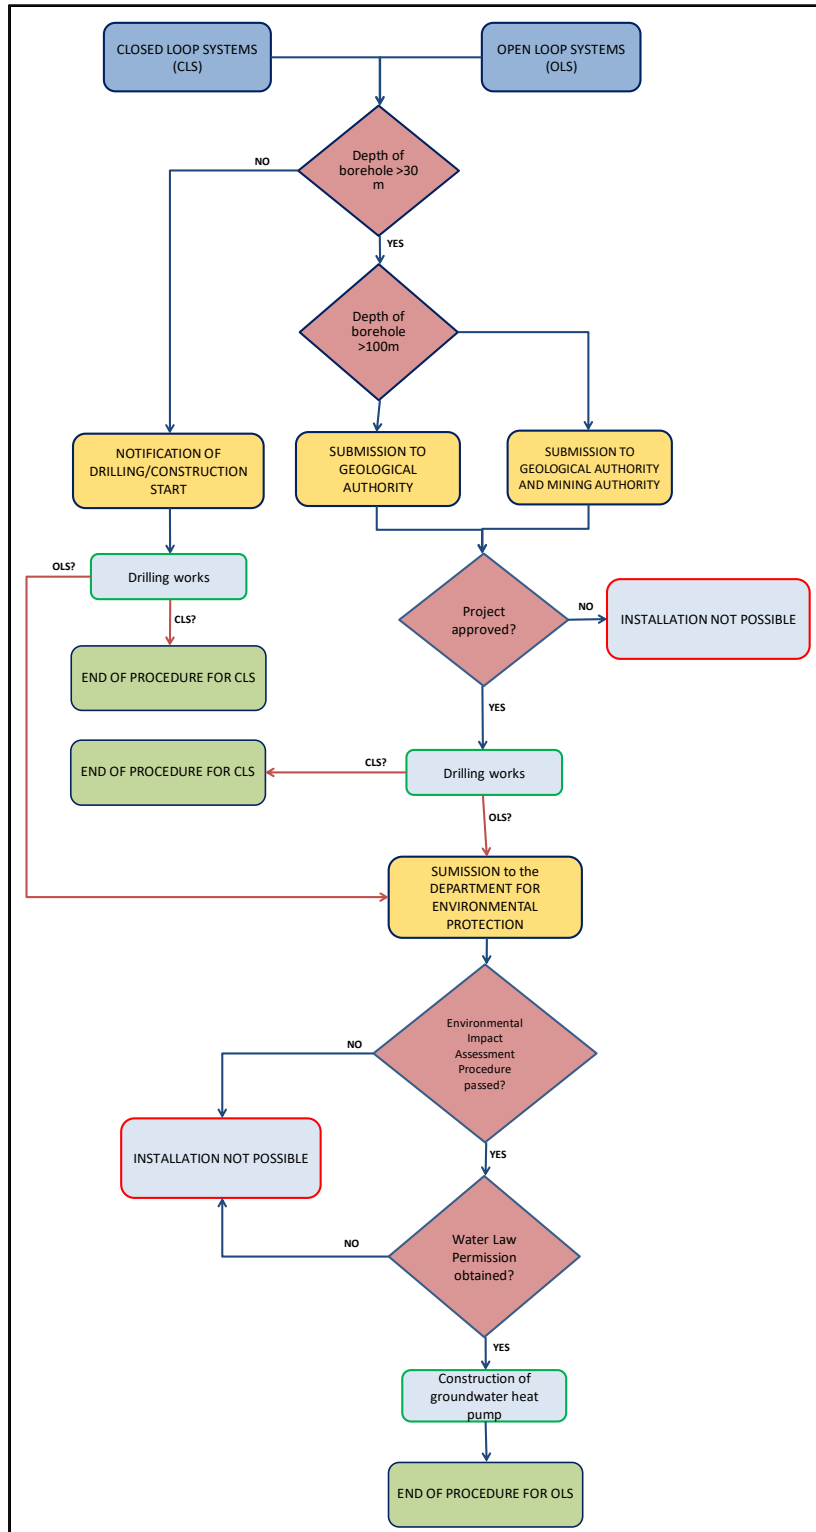 CLOSED LOOP SYSTEMS
(CLS)
OPEN LOOP SYSTEMS
(OLS)
Depth of
borehole >30
m
NO
YES
Depth of
borehole
>100m
NOTIFICATION OF
DRILLING/CONSTRUCTION
START
SUBMISSION TO
GEOLOGICAL
AUTHORITY
SUBMISSION TO
GEOLOGICAL AUTHORITY
AND MINING AUTHORITY
OLS?
Drilling works
CLS?
Project
approved?
NO
INSTALLATION NOT POSSIBLE
END OF PROCEDURE FOR CLS
YES
END OF PROCEDURE FOR CLS
CLS?
Drilling works
OLS?
SUMISSION to the
DEPARTMENT FOR
ENVIRONMENTAL
PROTECTION
Environmental
Impact
Assessment
Procedure
passed?
NO
INSTALLATION NOT POSSIBLE
YES
Water Law
Permission
obtained?
NO
YES
Construction of
groundwater heat
pump
END OF PROCEDURE FOR OLS